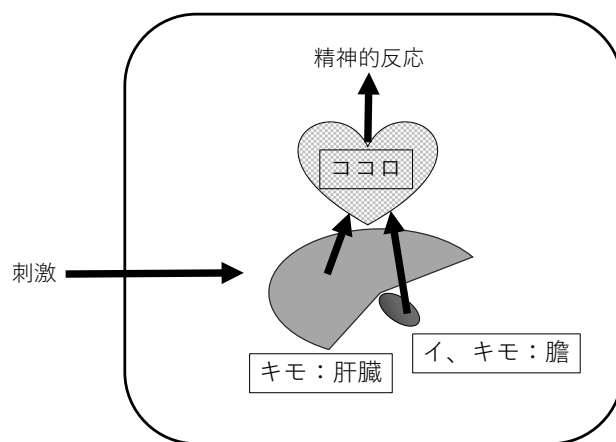 精神的反応
ココロ
刺激
イ、キモ：膽
キモ：肝臓